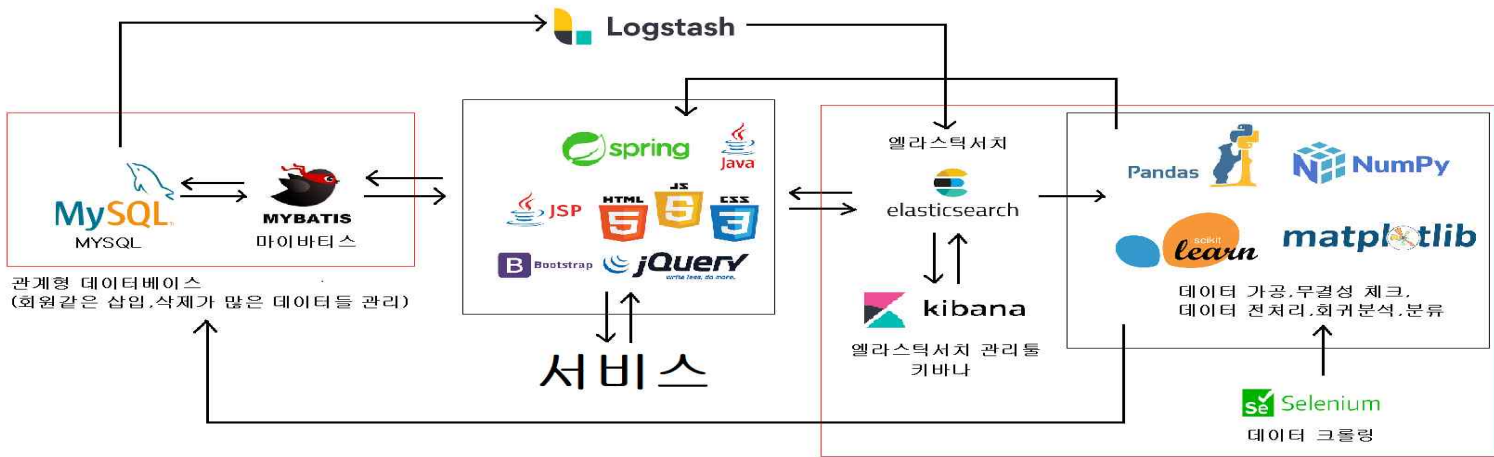 Logstash
spring
Java
JSP
HTML
5
JS
5
CSS
3
B Bootstrap
jQuery
write less, do more.
서비스
MySQL
MYSQL
MYBATIS
마이바티스
관계형 데이터베이스
(회원같은 삽입,삭제가 많은 데이터들 관리)
엘라스틱서치
elasticsearch
kibana
엘라스틱서치 관리툴
키바나
Pandas
NumPy
scikit
learn
matplotlib
데이터 가공,무결성 체크,
데이터 전처리,회귀분석,분류
Se Selenium
데이터 크롤링